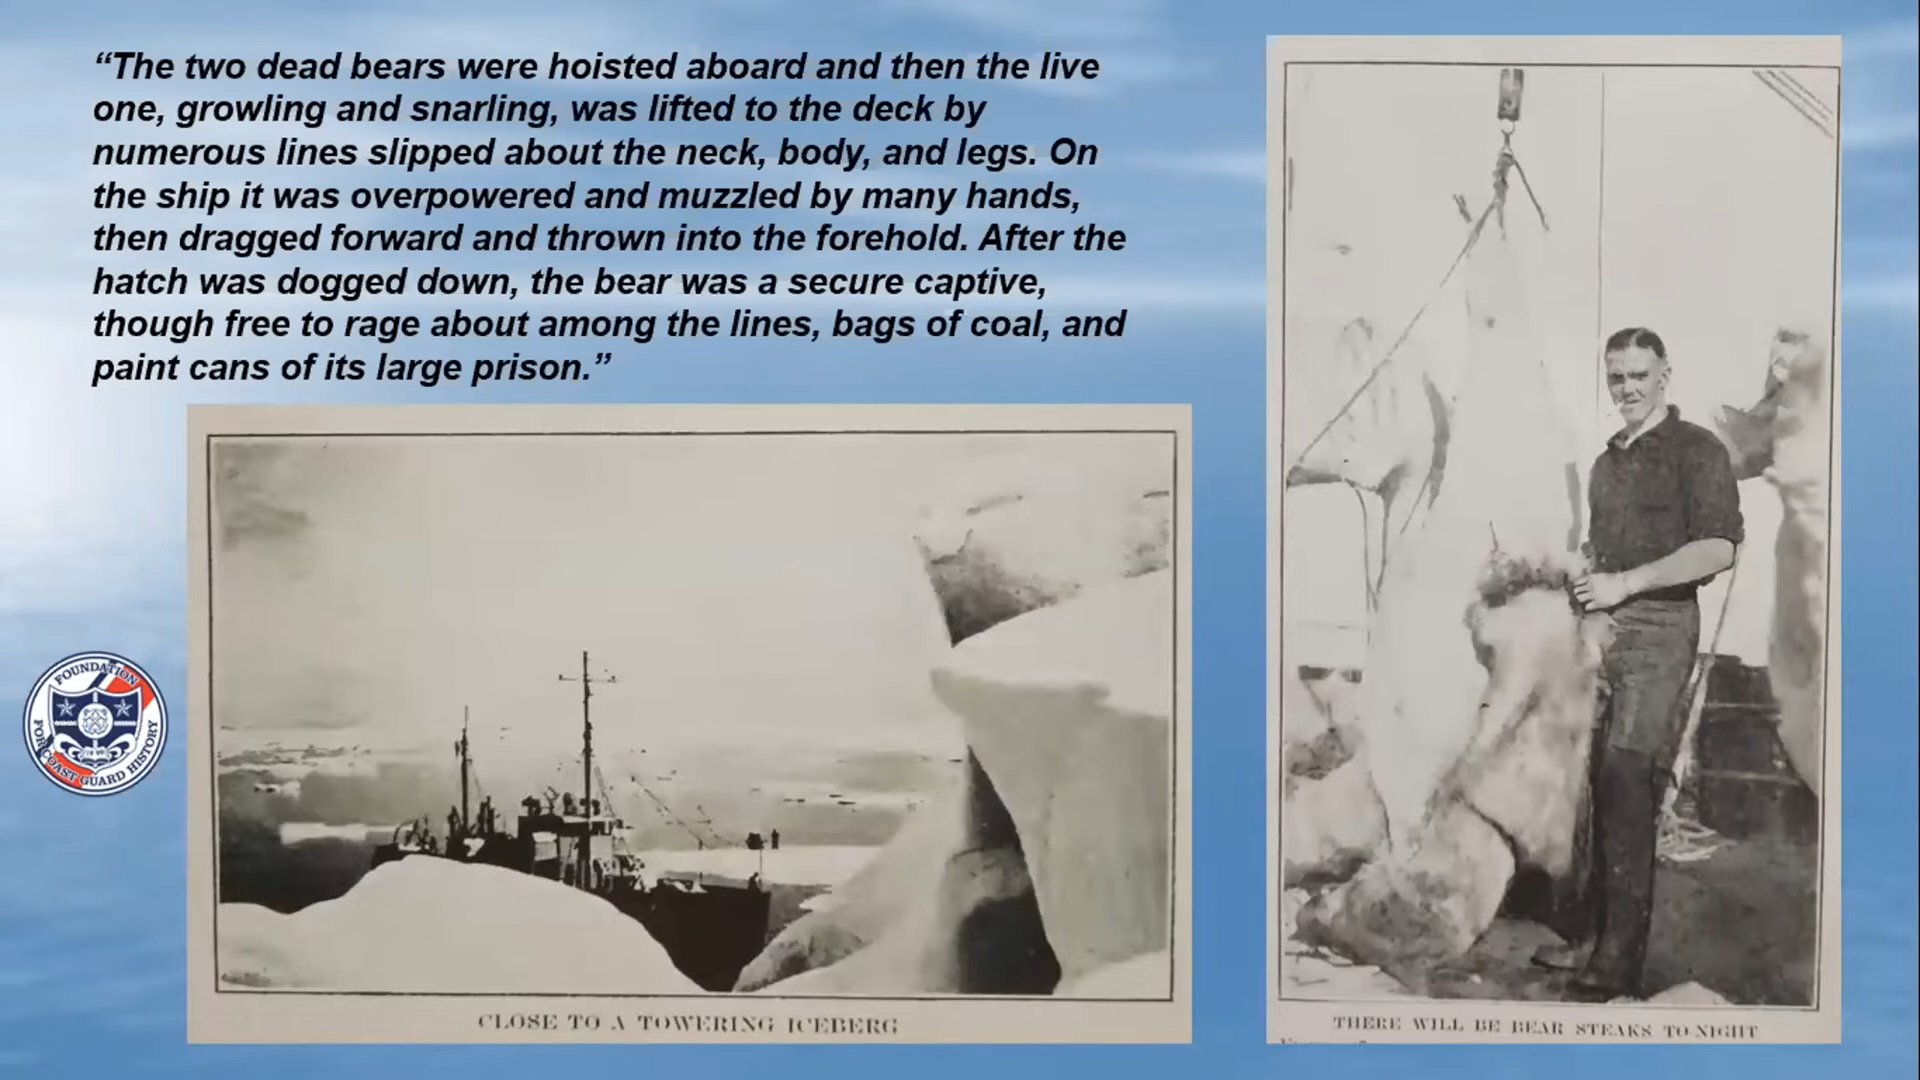 “The two dead bears were hoisted aboard and then the live
one, growling and snarling, was lifted to the deck by
numerous lines slipped about the neck, body, and legs. On
the ship it was overpowered and muzzled by many hands,
then dragged forward and thrown into the forehold. After the
hatch was dogged down, the bear was a secure captive,
though free to rage about among the lines, bags of coal, and
paint cans of its large prison.”
FOUNDATION
FOR COAST GUARD HISTORY
CLOSE TO A TOWERING ICEBERG
THERE WILL BE BEAR STEAKS TO-NIGHT